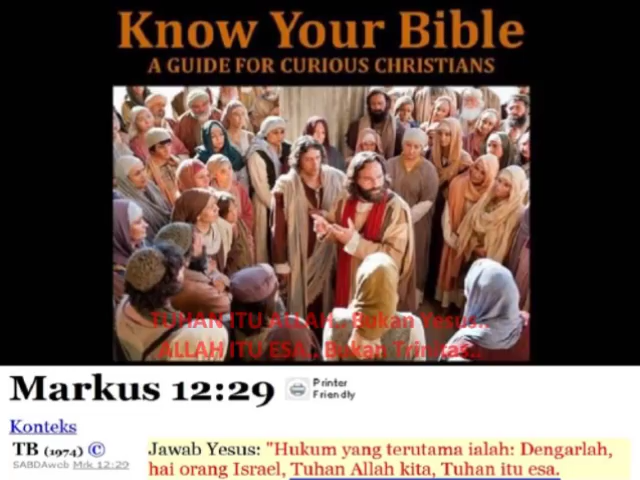 Know Your Bible
A GUIDE FOR CURIOUS CHRISTIANS
TUHAN ITU ALLAH.. Bukan Yesus..
ALLAH ITU ESA.. Bukan Trinitas..
Markus 12:29
Printer
Friendly
Konteks
TB (1974) ©
SABDAweb Mrk 12:29
Jawab Yesus: "Hukum yang terutama ialah: Dengarlah,
hai orang Israel, Tuhan Allah kita, Tuhan itu esa.